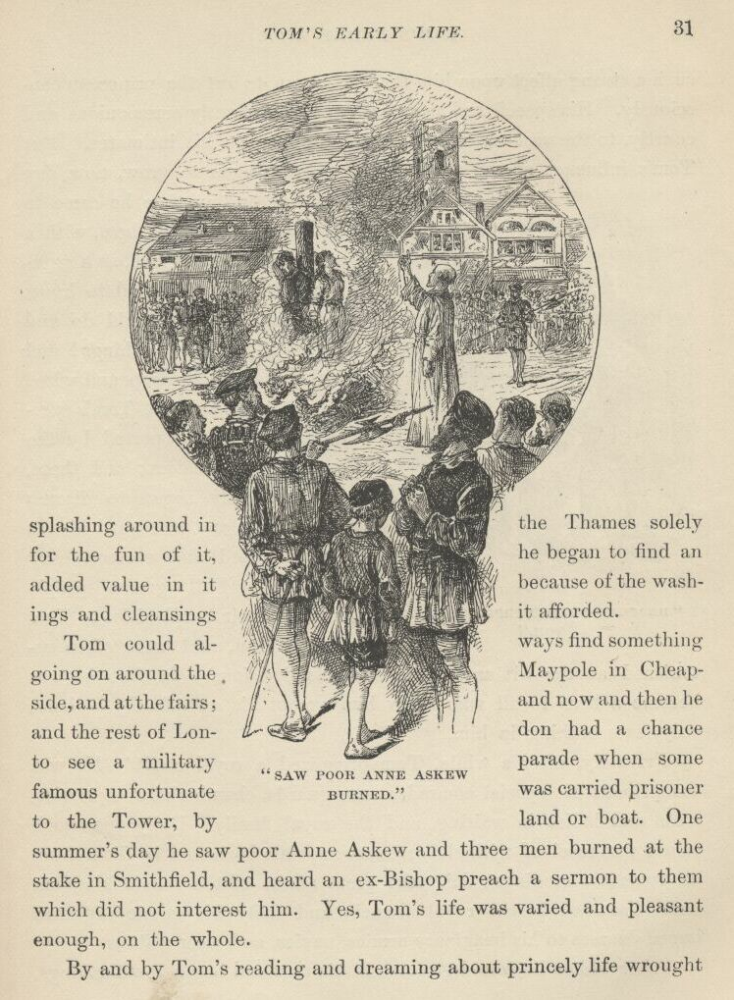 TOM'S EARLY LIFE.
31
splashing around in the Thames solely
for the fun of it, he began to find an
added value in it because of the wash-
ings and cleansings it afforded.
Tom could al- ways find something
going on around the Maypole in Cheap-
side, and at the fairs; and now and then he
and the rest of Lon- don had a chance
to see a military parade when some
famous unfortunate was carried prisoner
to the Tower, by land or boat. One
"SAW POOR ANNE ASKEW
BURNED."
summer's day he saw poor Anne Askew and three men burned at the
stake in Smithfield, and heard an ex-Bishop preach a sermon to them
which did not interest him. Yes, Tom's life was varied and pleasant
enough, on the whole.
By and by Tom's reading and dreaming about princely life wrought